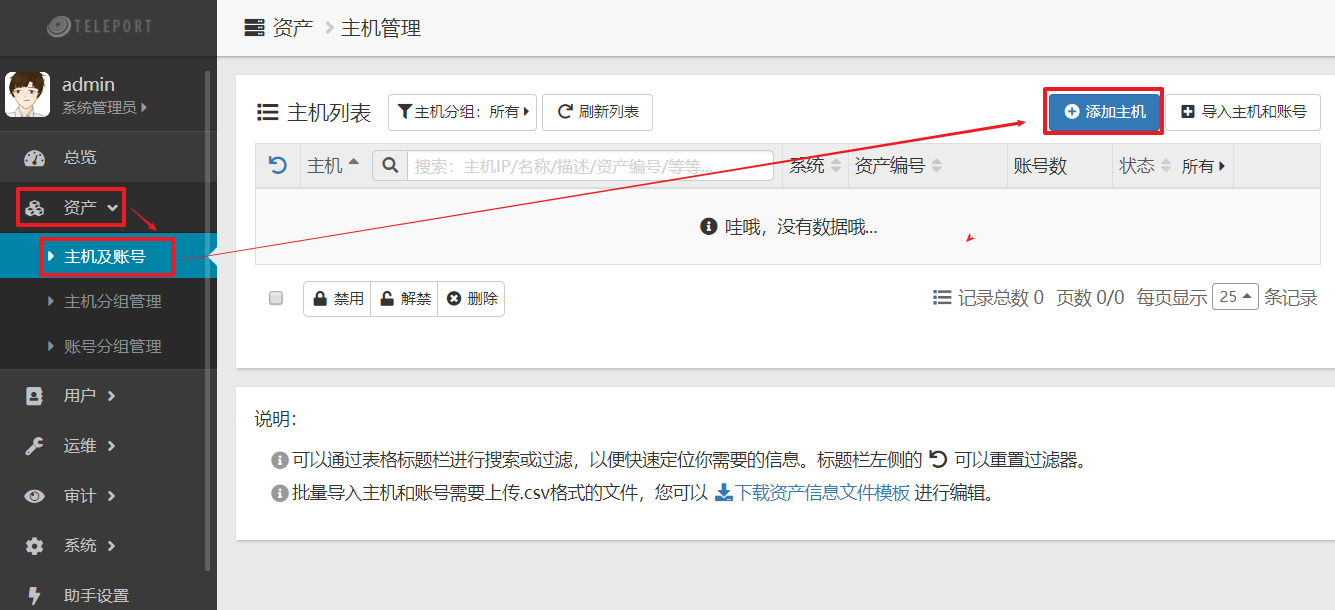 TELEPORT
admin
系统管理员
总览
资产
主机及账号
主机分组管理
账号分组管理
用户
运维
审计
系统
助手设置
资产 主机管理
主机列表 主机分组：所有 刷新列表 添加主机 导入主机和账号
主机 搜索：主机IP/名称/描述/资产编号/等等... 系统 资产编号 账号数 状态 所有
哇哦，没有数据哦...
禁用 解禁 删除 记录总数 0 页数 0/0 每页显示 25 条记录
说明：
可以通过表格标题栏进行搜索或过滤，以便快速定位你需要的信息。标题栏左侧的 可以重置过滤器。
批量导入主机和账号需要上传.csv格式的文件，您可以 下载资产信息文件模板 进行编辑。